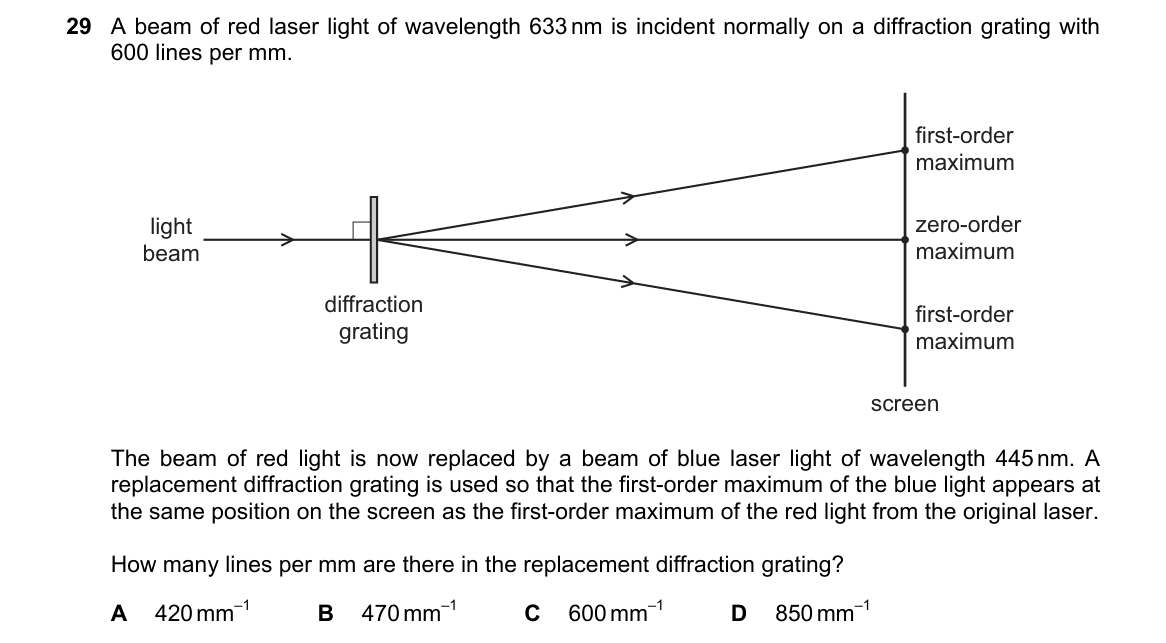 29 A beam of red laser light of wavelength 633 nm is incident normally on a diffraction grating with
600 lines per mm.
first-order
maximum
light
beam
zero-order
maximum
diffraction
grating
first-order
maximum
screen
The beam of red light is now replaced by a beam of blue laser light of wavelength 445 nm. A
replacement diffraction grating is used so that the first-order maximum of the blue light appears at
the same position on the screen as the first-order maximum of the red light from the original laser.
How many lines per mm are there in the replacement diffraction grating?
A 420 mm⁻¹ B 470 mm⁻¹ C 600 mm⁻¹ D 850 mm⁻¹